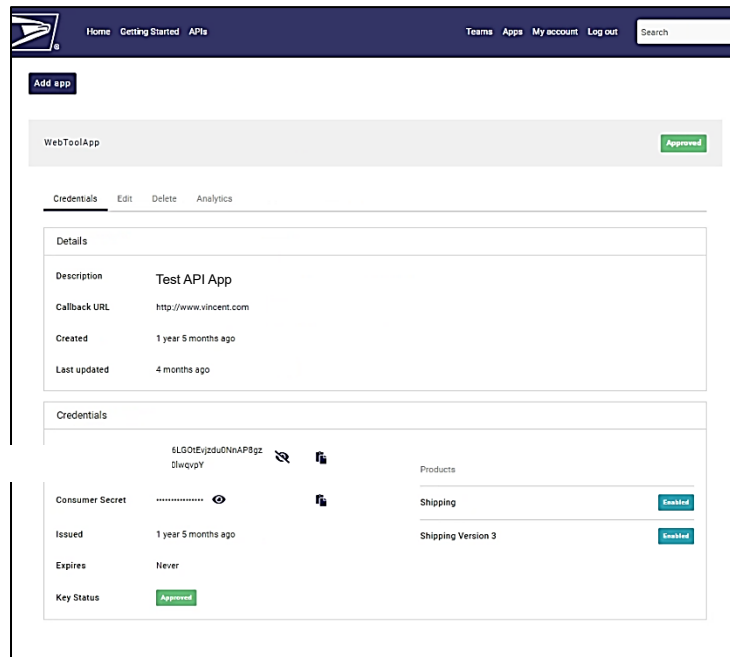 Home Getting Started APIs Teams Apps My account Log out Search
Add app
WebToolApp Approved
Credentials Edit Delete Analytics
Details
Description Test API App
Callback URL http://www.vincent.com
Created 1 year 5 months ago
Last updated 4 months ago
Credentials
6LGOtEvjzdu0NnAP8gz
0lwqvpY
Products
Consumer Secret ................ Shipping Enabled
Issued 1 year 5 months ago Shipping Version 3 Enabled
Expires Never
Key Status Approved